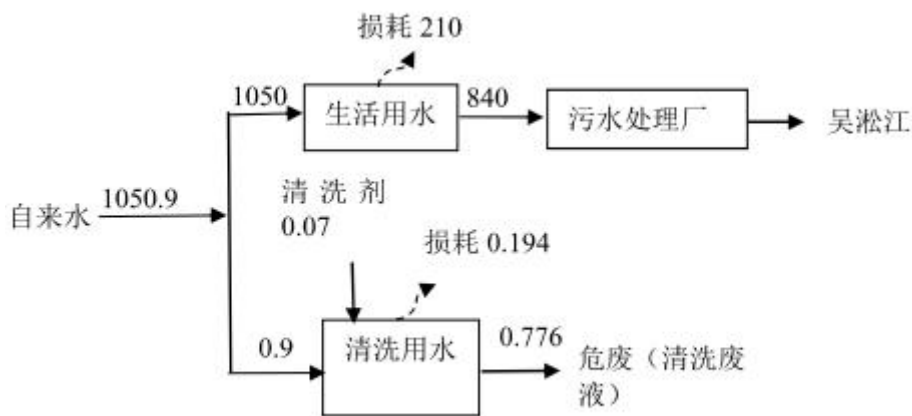 损耗 210
1050
生活用水
840
污水处理厂
吴淞江
自来水
1050.9
清 洗 剂
0.07
损耗 0.194
0.9
清洗用水
0.776
危废（清洗废
液）